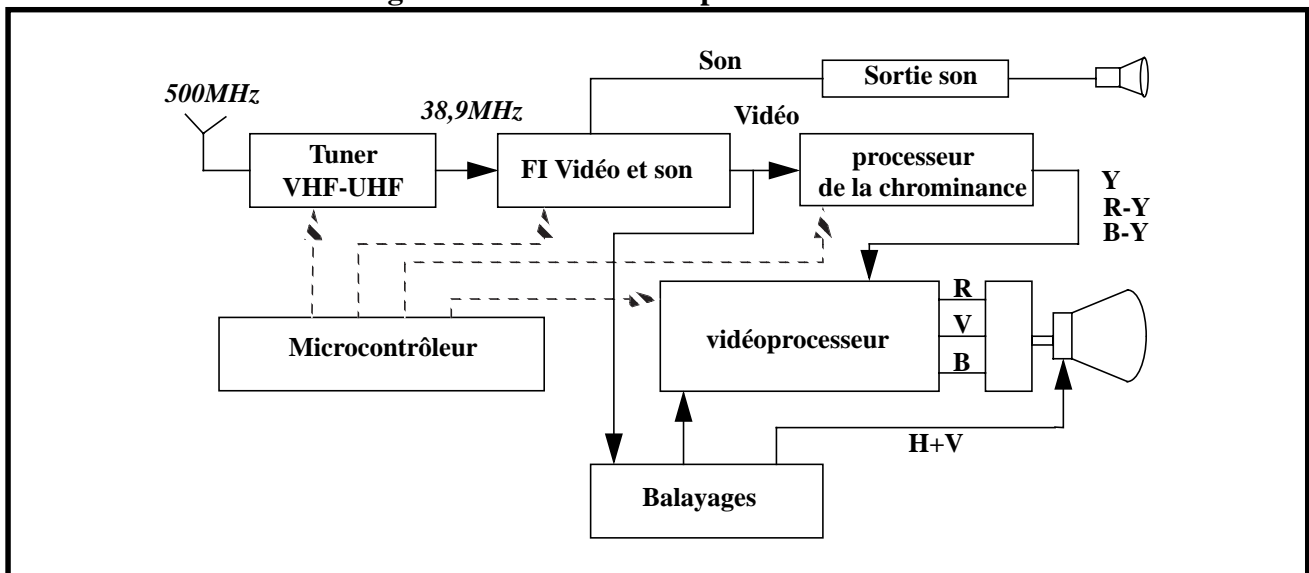 Son
Sortie son
500MHz
38,9MHz
Vidéo
Tuner
VHF-UHF
FI Vidéo et son
processeur
de la chrominance
Y
R-Y
B-Y
Microcontrôleur
vidéoprocesseur
R
V
B
H+V
Balayages